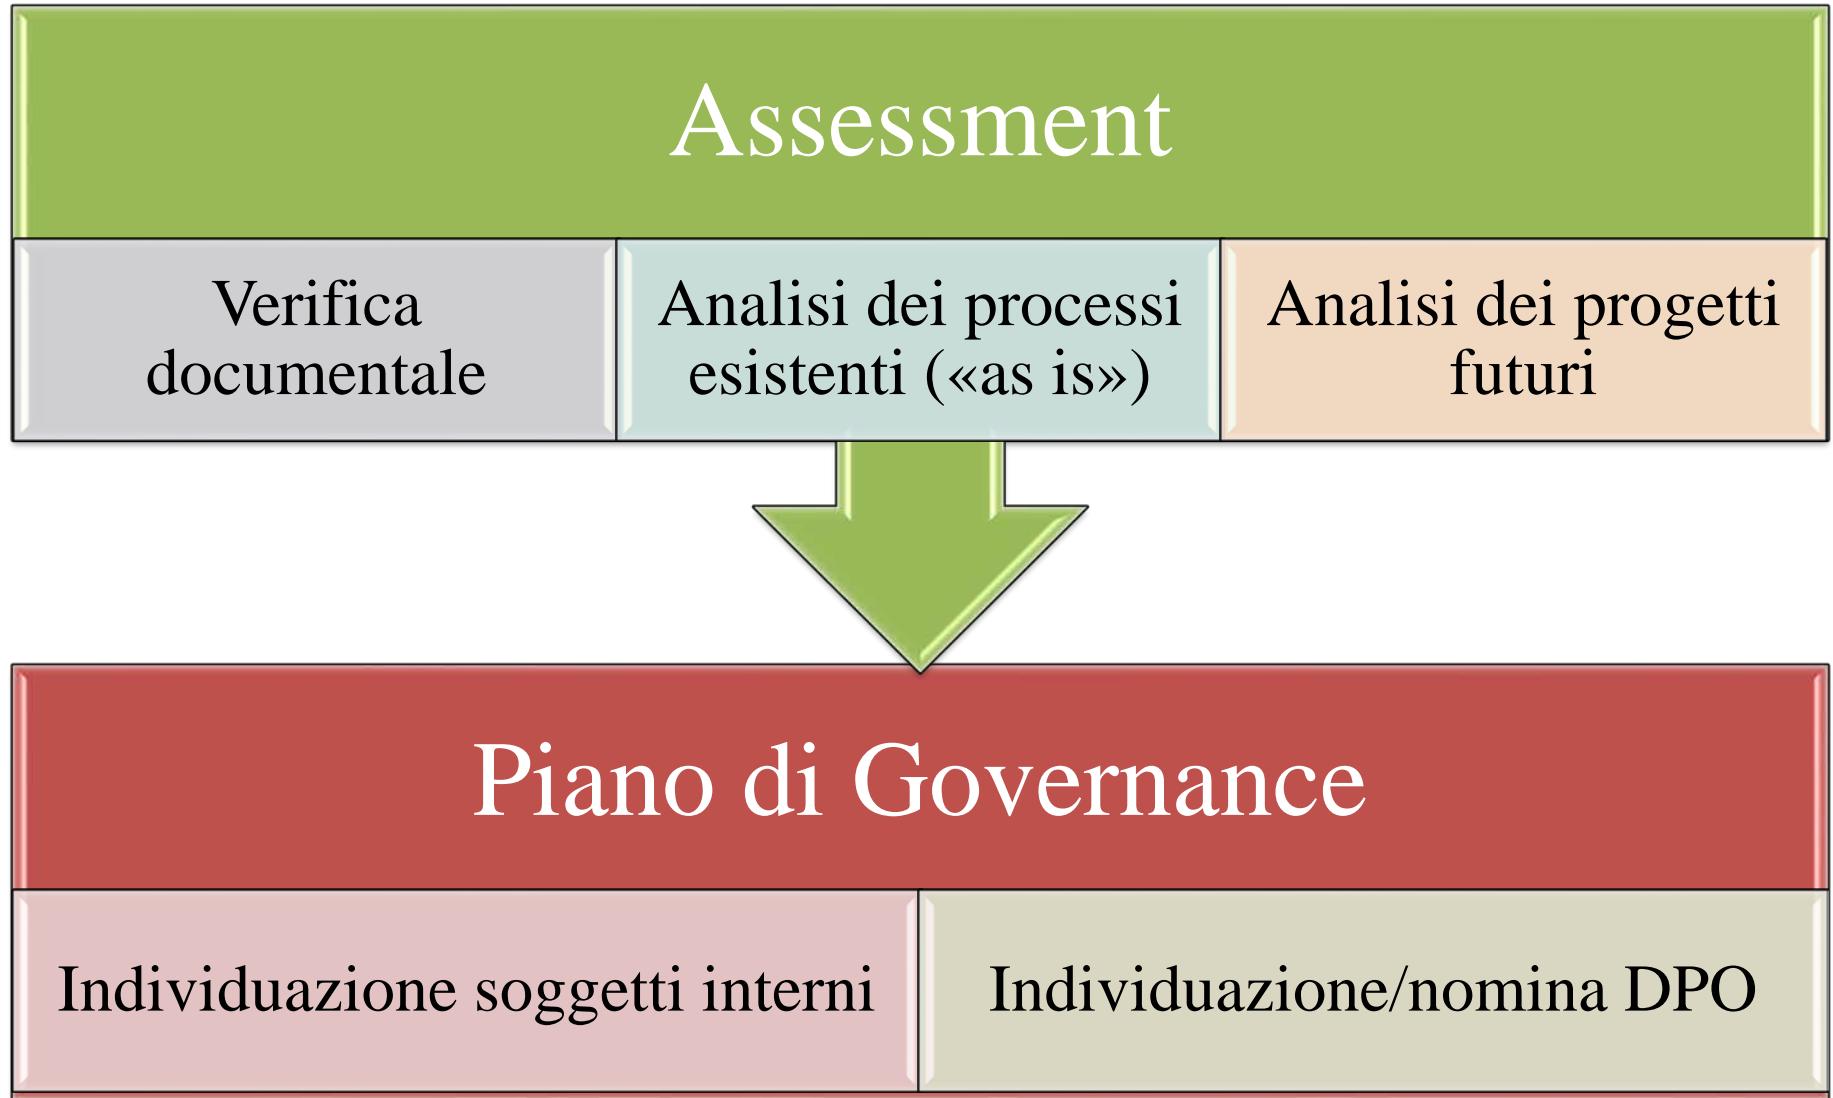 Assessment
Verifica
documentale
Analisi dei processi
esistenti («as is»)
Analisi dei progetti
futuri
Piano di Governance
Individuazione soggetti interni
Individuazione/nomina DPO